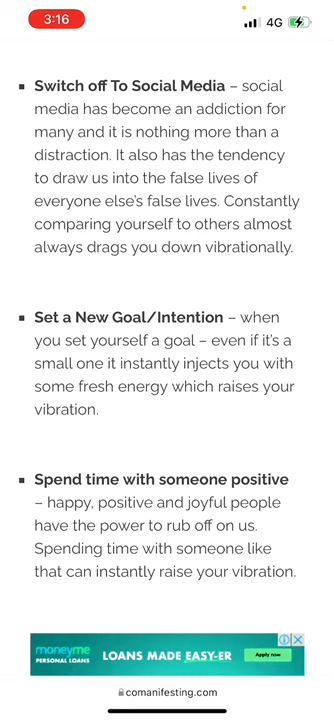 3:16
4G
Switch off To Social Media – social
media has become an addiction for
many and it is nothing more than a
distraction. It also has the tendency
to draw us into the false lives of
everyone else's false lives. Constantly
comparing yourself to others almost
always drags you down vibrationally.
Set a New Goal/Intention – when
you set yourself a goal – even if it's a
small one it instantly injects you with
some fresh energy which raises your
vibration.
Spend time with someone positive
– happy, positive and joyful people
have the power to rub off on us.
Spending time with someone like
that can instantly raise your vibration.
moneyme
PERSONAL LOANS
LOANS MADE EASY-ER
Apply now
comanifesting.com